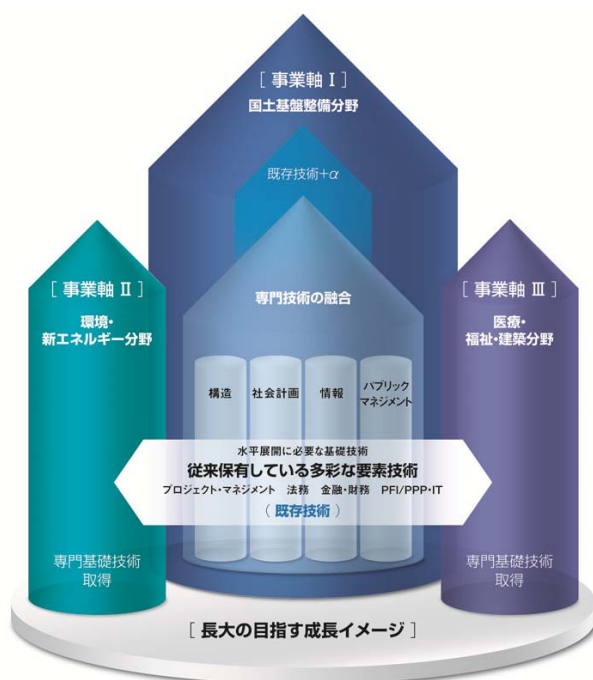 [ 事業軸 Ⅰ ]
国土基盤整備分野
既存技術+α
[ 事業軸 Ⅱ ]
環境・
新エネルギー分野
専門技術の融合
[ 事業軸 Ⅲ ]
医療・
福祉・建築分野
構造
社会計画
情報
パブリック
マネジメント
水平展開に必要な基礎技術
従来保有している多彩な要素技術
プロジェクト・マネジメント 法務 金融・財務 PFI/PPP・IT
( 既存技術 )
専門基礎技術
取得
専門基礎技術
取得
[ 長大の目指す成長イメージ ]